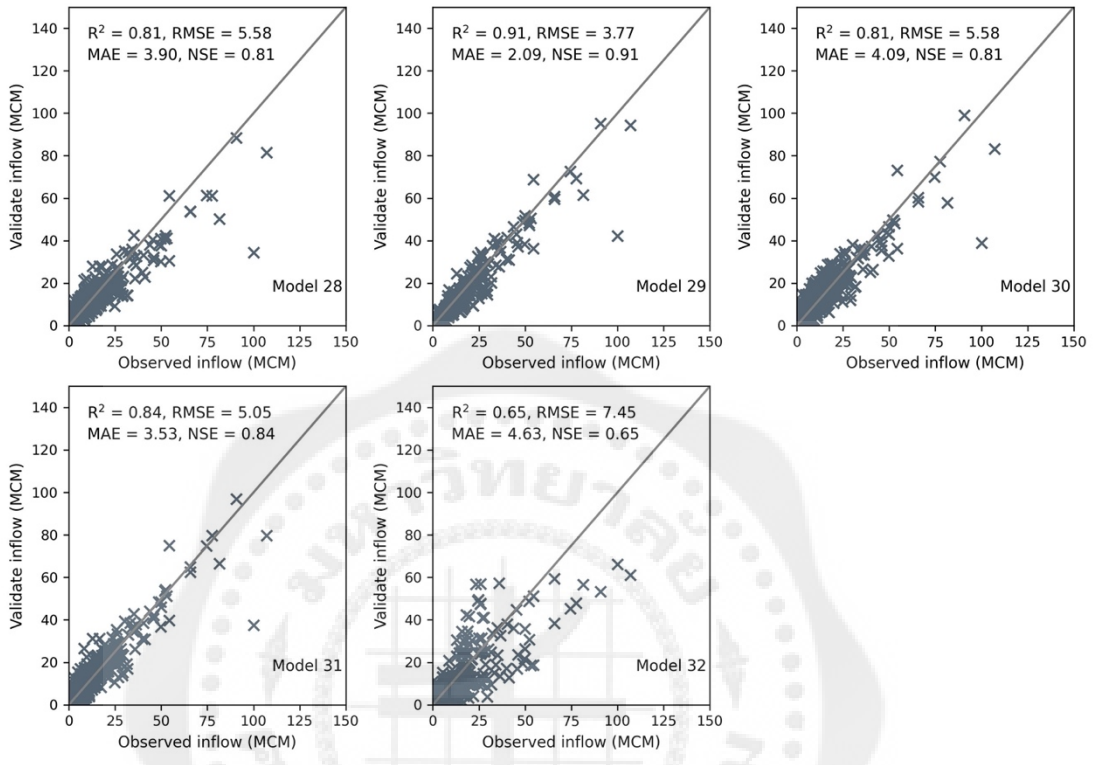 R² = 0.81, RMSE = 5.58
MAE = 3.90, NSE = 0.81
Model 28
Validate inflow (MCM)
140
120
100
80
60
40
20
0
0 25 50 75 100 125 150
Observed inflow (MCM)
R² = 0.91, RMSE = 3.77
MAE = 2.09, NSE = 0.91
Model 29
Validate inflow (MCM)
140
120
100
80
60
40
20
0
0 25 50 75 100 125 150
Observed inflow (MCM)
R² = 0.81, RMSE = 5.58
MAE = 4.09, NSE = 0.81
Model 30
Validate inflow (MCM)
140
120
100
80
60
40
20
0
0 25 50 75 100 125 150
Observed inflow (MCM)
R² = 0.84, RMSE = 5.05
MAE = 3.53, NSE = 0.84
Model 31
Validate inflow (MCM)
140
120
100
80
60
40
20
0
0 25 50 75 100 125 150
Observed inflow (MCM)
R² = 0.65, RMSE = 7.45
MAE = 4.63, NSE = 0.65
Model 32
Validate inflow (MCM)
140
120
100
80
60
40
20
0
0 25 50 75 100 125 150
Observed inflow (MCM)